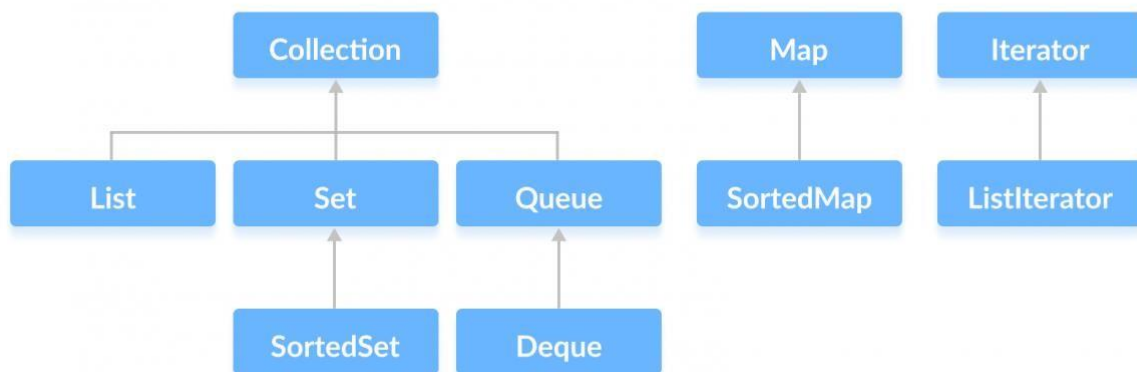 Collection
Map
Iterator
List
Set
Queue
SortedMap
ListIterator
SortedSet
Deque